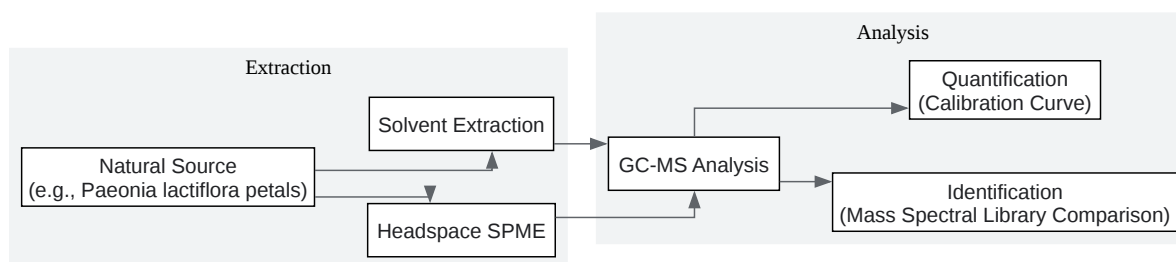 Extraction
Natural Source
(e.g., Paeonia lactiflora petals)
Solvent Extraction
Headspace SPME
Analysis
GC-MS Analysis
Quantification
(Calibration Curve)
Identification
(Mass Spectral Library Comparison)